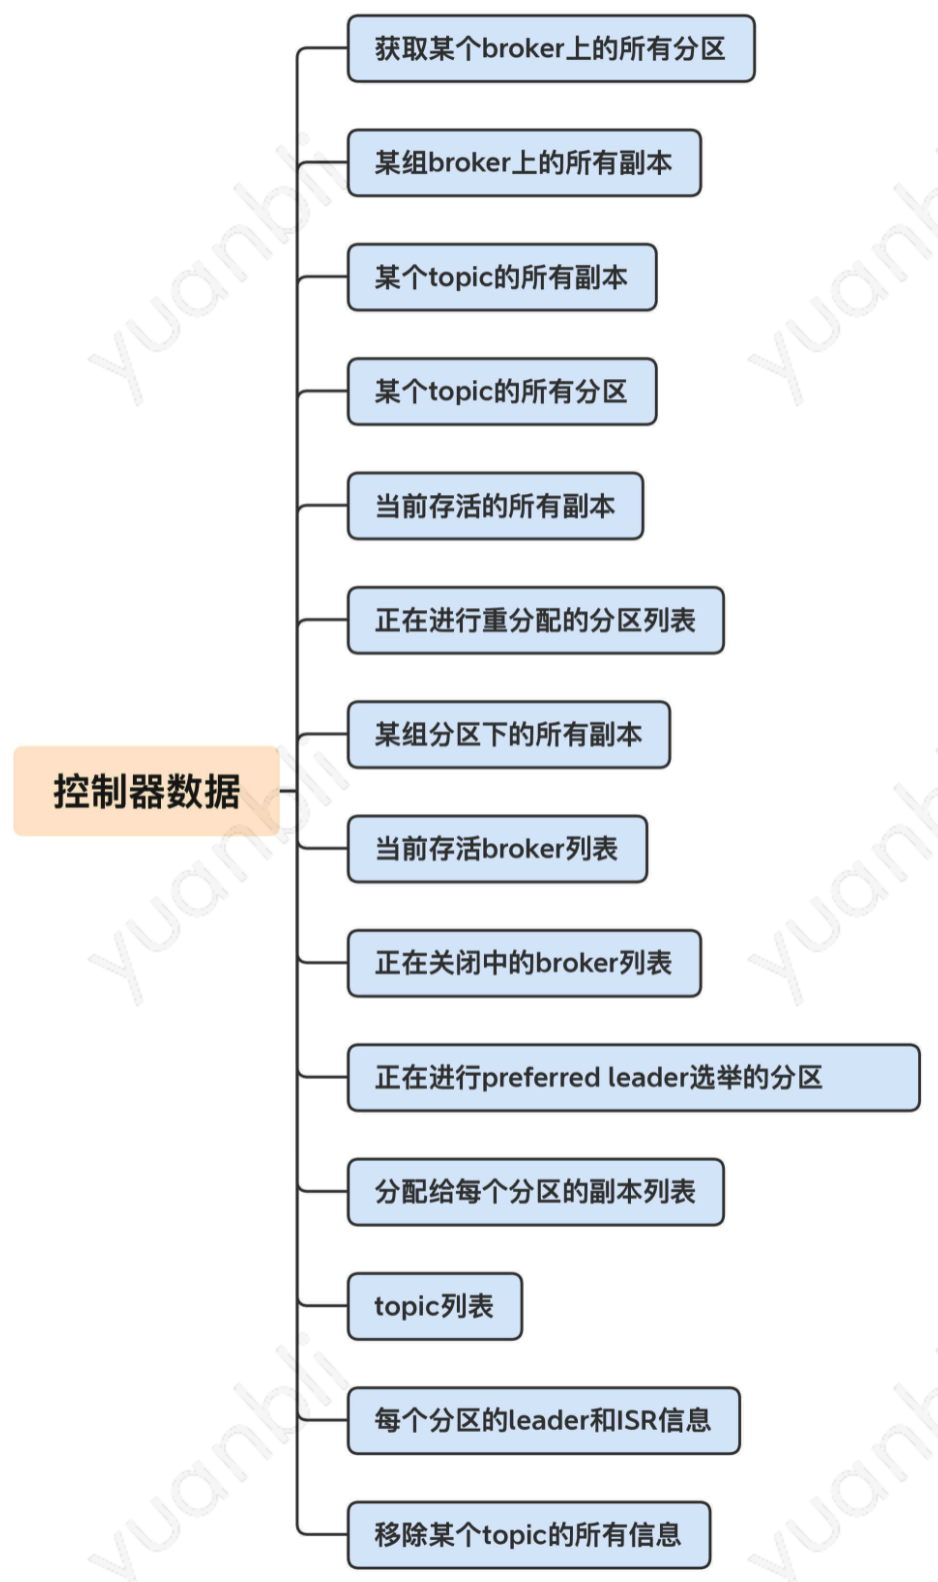 获取某个broker上的所有分区
某组broker上的所有副本
某个topic的所有副本
某个topic的所有分区
当前存活的所有副本
正在进行重分配的分区列表
某组分区下的所有副本
控制器数据
当前存活broker列表
正在关闭中的broker列表
正在进行preferred leader选举的分区
分配给每个分区的副本列表
topic列表
每个分区的leader和ISR信息
移除某个topic的所有信息
yuanbli
yuanbli
yuanbli